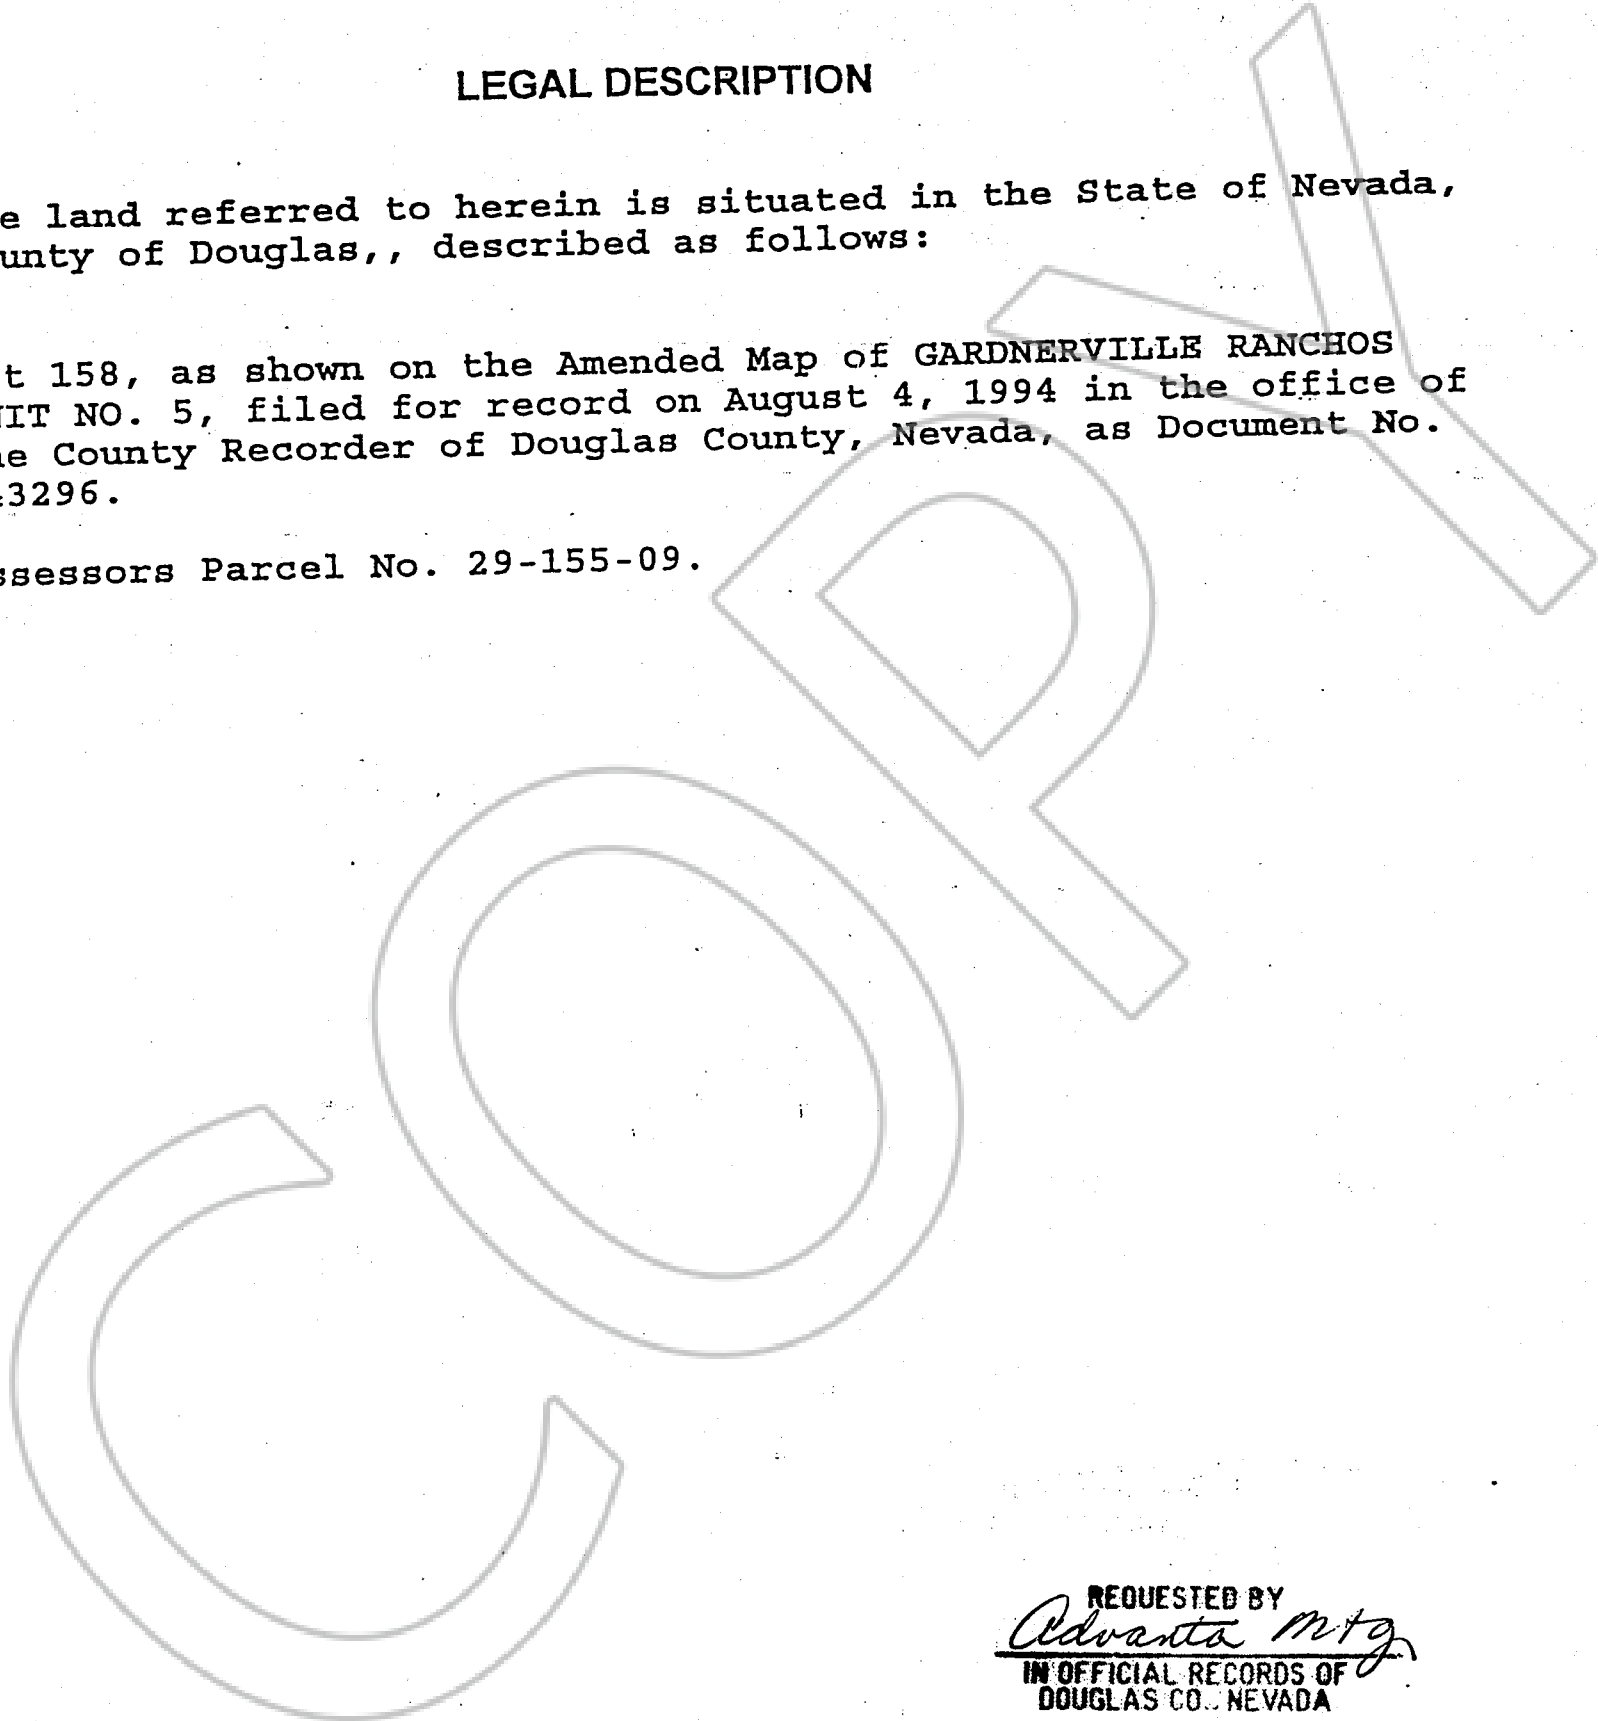 LEGAL DESCRIPTION
e land referred to herein is situated in the State of Nevada,
unty of Douglas,, described as follows:
t 158, as shown on the Amended Map of GARDNERVILLE RANCHOS
NIT NO. 5, filed for record on August 4, 1994 in the office of
e County Recorder of Douglas County, Nevada, as Document No.
3296.
ssessors Parcel No. 29-155-09.
COPY
REQUESTED BY
Advanta Mtg
IN OFFICIAL RECORDS OF
DOUGLAS CO., NEVADA